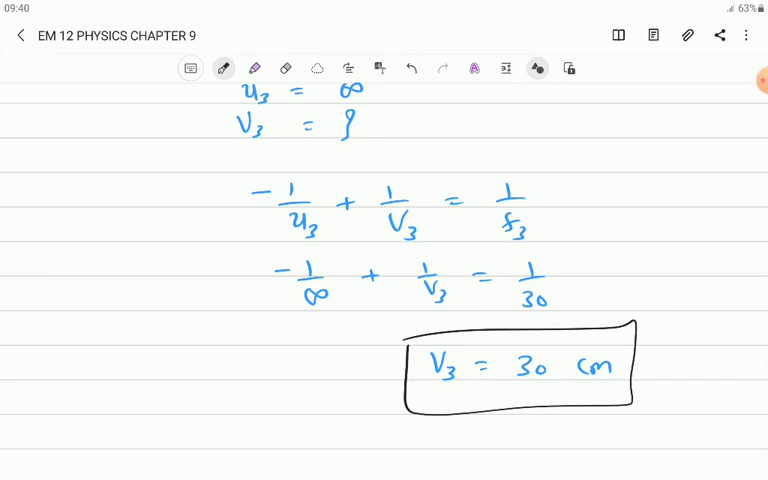 09:40 63%
EM 12 PHYSICS CHAPTER 9
u₃ = ∞
V₃ = ?
- 1/u₃ + 1/V₃ = 1/f₃
- 1/∞ + 1/V₃ = 1/30
V₃ = 30 cm